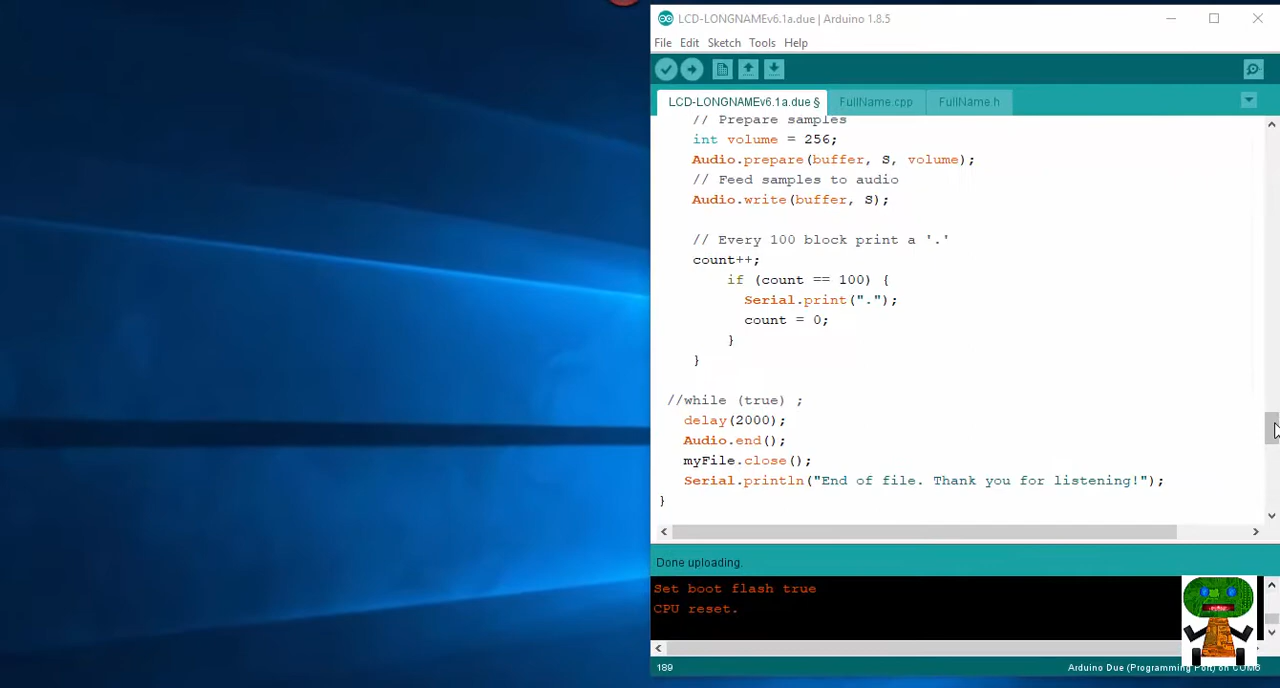 LCD-LONGNAMEv6.1a.due | Arduino 1.8.5
File Edit Sketch Tools Help
LCD-LONGNAMEv6.1a.due § FullName.cpp FullName.h
// Prepare samples
int volume = 256;
Audio.prepare(buffer, S, volume);
// Feed samples to audio
Audio.write(buffer, S);
// Every 100 block print a '.'
count++;
if (count == 100) {
Serial.print(".");
count = 0;
}
}
//while (true) ;
delay(2000);
Audio.end();
myFile.close();
Serial.println("End of file. Thank you for listening!");
}
Done uploading.
Set boot flash true
CPU reset.
189 Arduino Due (Programming Port) on COM6